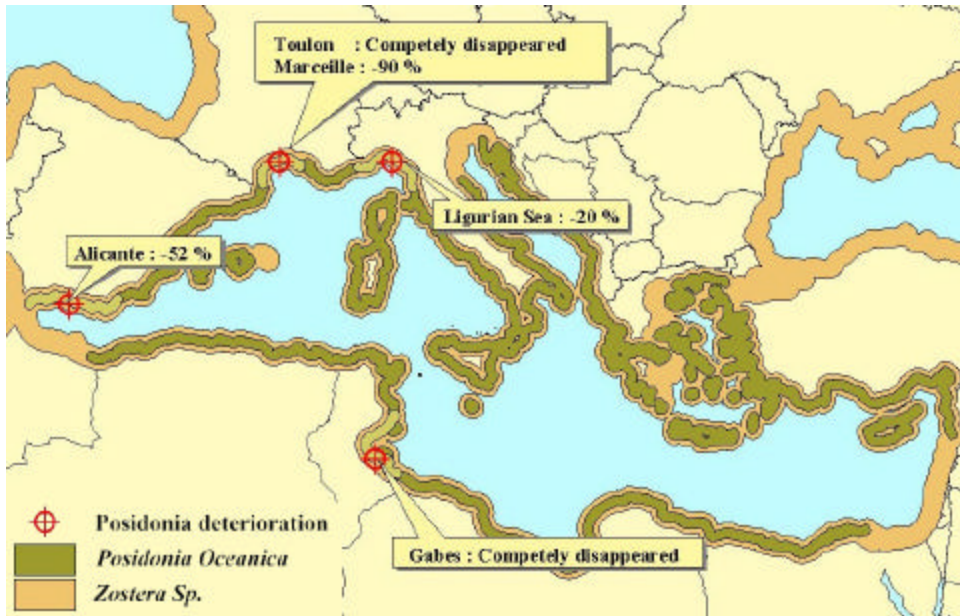 Toulon : Competely disappeared
Marceille : -90 %
Ligurian Sea : -20 %
Alicante : -52 %
Posidonia deterioration
Posidonia Oceanica
Zostera Sp.
Gabes : Competely disappeared